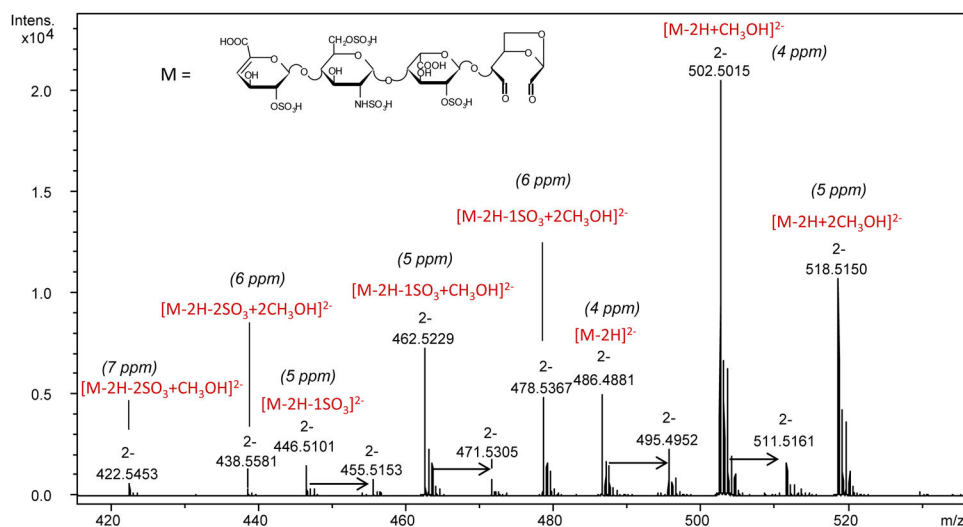 Intens.
x10⁴
[M-2H+CH₃OH]²⁻
2-
502.5015
(4 ppm)
HOOC
CH₂OSO₃H
M =
O
O
O
OH
OH
O
O
COOH
OH
O
OSO₃H
NHSO₃H
OSO₃H
O
O
2.0
(6 ppm)
[M-2H-1SO₃+2CH₃OH]²⁻
1.5
(5 ppm)
[M-2H+2CH₃OH]²⁻
2-
518.5150
(6 ppm)
[M-2H-2SO₃+2CH₃OH]²⁻
(5 ppm)
[M-2H-1SO₃+CH₃OH]²⁻
2-
462.5229
(4 ppm)
[M-2H]²⁻
2-
486.4881
1.0
(7 ppm)
[M-2H-2SO₃+CH₃OH]²⁻
(5 ppm)
[M-2H-1SO₃]²⁻
2-
478.5367
0.5
2-
422.5453
2-
438.5581
2-
446.5101
2-
455.5153
2-
471.5305
2-
495.4952
2-
511.5161
0.0
420 440 460 480 500 520 m/z